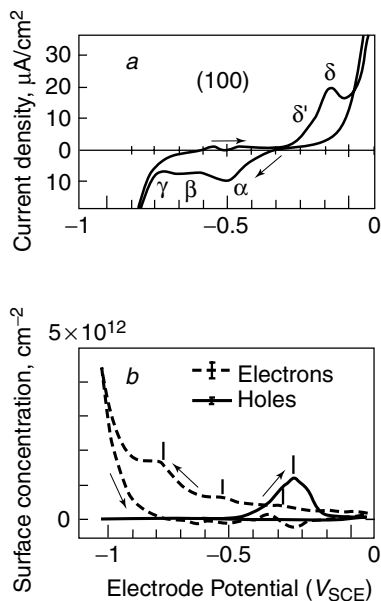 Current density, μA/cm²
30
20
10
0
10
a
(100)
δ'
δ
γ
β
α
−1
−0.5
0
Surface concentration, cm⁻²
5×10¹²
0
b
Electrons
Holes
−1
−0.5
0
Electrode Potential (V_SCE)